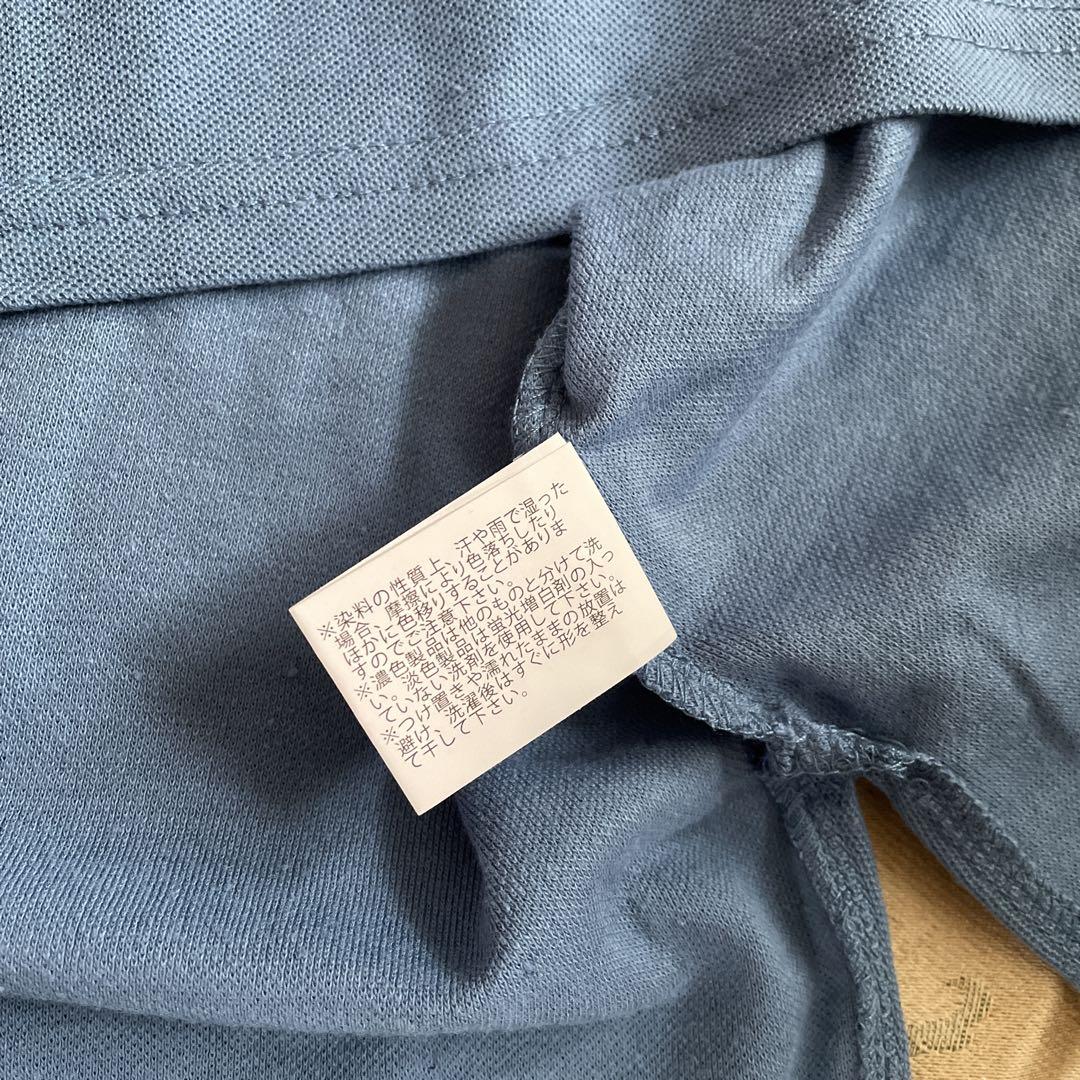 ※染料の性質上、汗や雨で湿った
場合、摩擦により色落ちしたり
ほかに色移りすることがありま
すのでご注意下さい。
※濃色製品は他のものと分けて洗
い、淡色製品は蛍光増白剤の入っ
ていない洗剤を使用して下さい。
※つけ置きや濡れたままの放置は
避け、洗濯後はすぐに形を整え
て干して下さい。